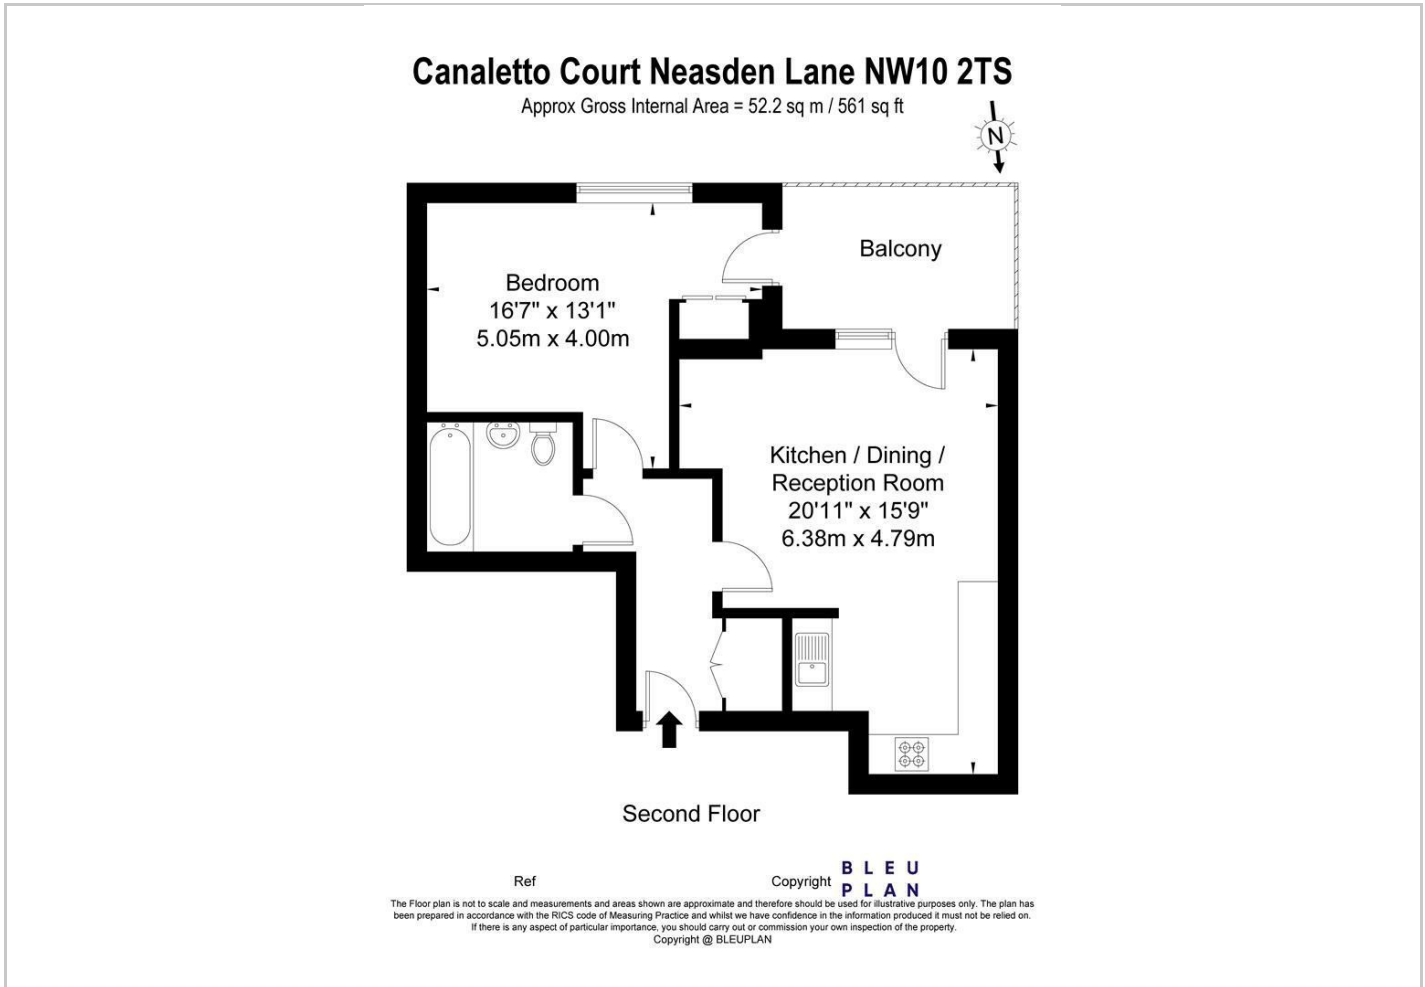 Canaletto Court Neasden Lane NW10 2TS
Approx Gross Internal Area = 52.2 sq m / 561 sq ft
N
Balcony
Bedroom
16'7" x 13'1"
5.05m x 4.00m
Kitchen / Dining /
Reception Room
20'11" x 15'9"
6.38m x 4.79m
Second Floor
Ref
Copyright
BLEU
PLAN
The Floor plan is not to scale and measurements and areas shown are approximate and therefore should be used for illustrative purposes only. The plan has
been prepared in accordance with the RICS code of Measuring Practice and whilst we have confidence in the information produced it must not be relied on.
If there is any aspect of particular importance, you should carry out or commission your own inspection of the property.
Copyright @ BLEUPLAN